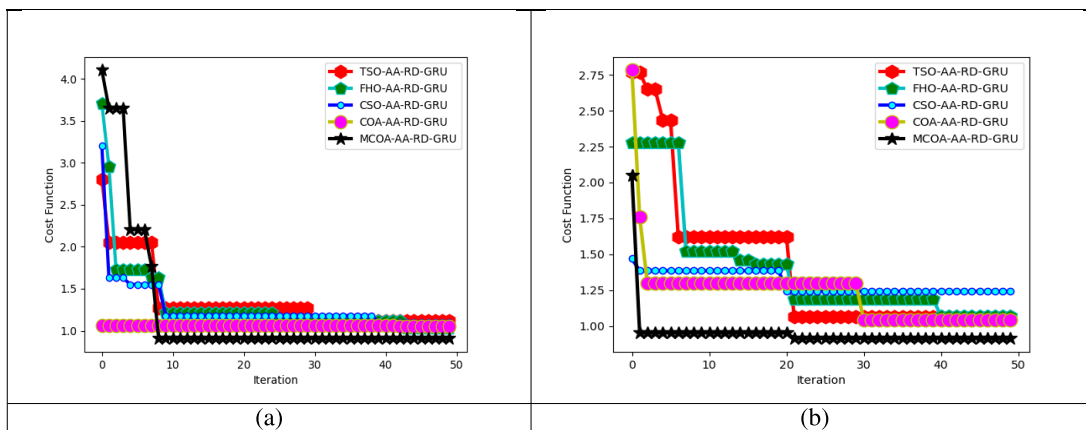 TSO-AA-RD-GRU
FHO-AA-RD-GRU
CSO-AA-RD-GRU
COA-AA-RD-GRU
MCOA-AA-RD-GRU
Cost Function
4.0
3.5
3.0
2.5
2.0
1.5
1.0
0 10 20 30 40 50
Iteration
(a)
TSO-AA-RD-GRU
FHO-AA-RD-GRU
CSO-AA-RD-GRU
COA-AA-RD-GRU
MCOA-AA-RD-GRU
Cost Function
2.75
2.50
2.25
2.00
1.75
1.50
1.25
1.00
0 10 20 30 40 50
Iteration
(b)